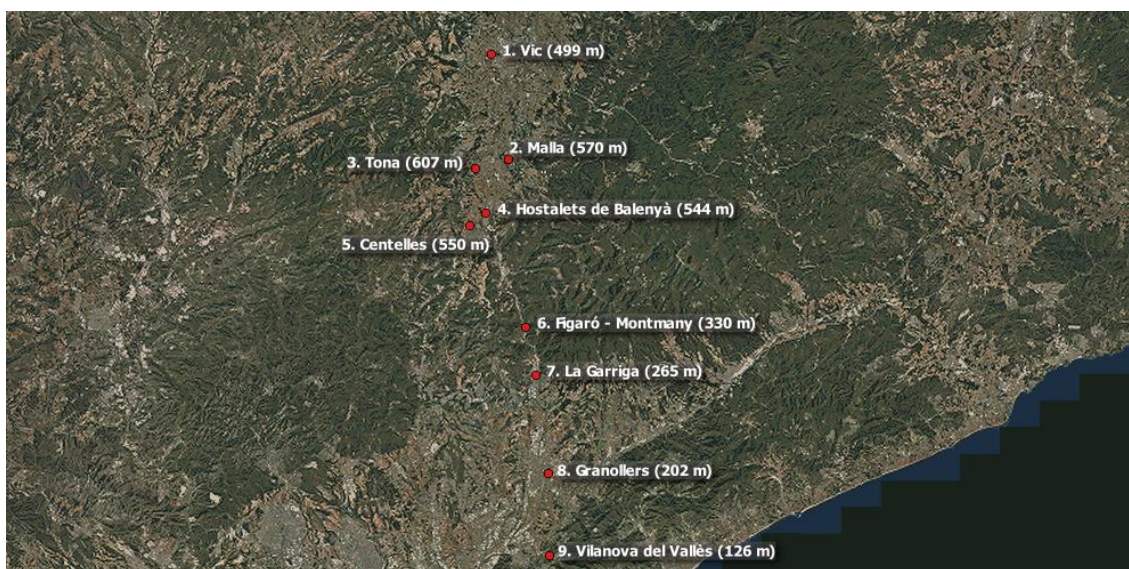 1. Vic (499 m)
2. Malla (570 m)
3. Tona (607 m)
4. Hostalets de Balenyà (544 m)
5. Centelles (550 m)
6. Figaró - Montmany (330 m)
7. La Garriga (265 m)
8. Granollers (202 m)
9. Vilanova del Vallès (126 m)